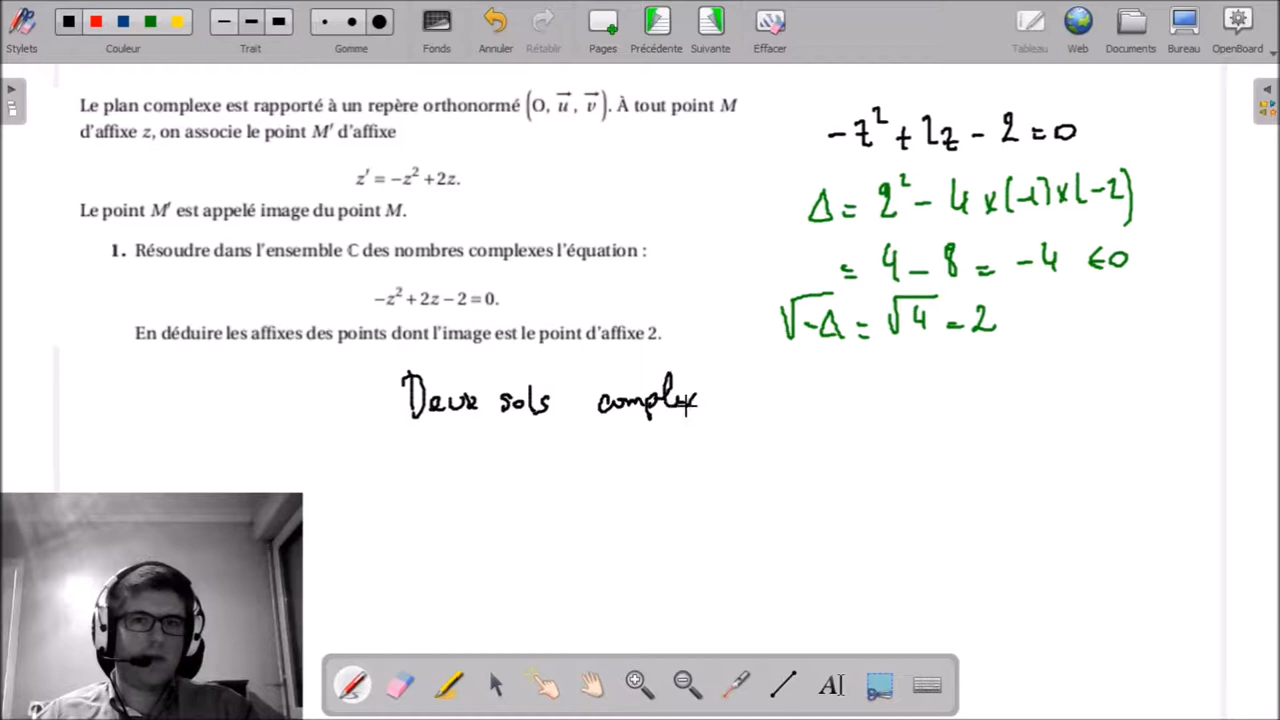 Stylets Couleur Trait Gomme Fonds Annuler Rétablir Pages Précédente Suivante Effacer Tableau Web Documents Bureau OpenBoard
Le plan complexe est rapporté à un repère orthonormé (O, u⃗, v⃗). À tout point M
d'affixe z, on associe le point M′ d'affixe
z′ = −z² + 2z.
Le point M′ est appelé image du point M.
1. Résoudre dans l'ensemble ℂ des nombres complexes l'équation :
−z² + 2z − 2 = 0.
En déduire les affixes des points dont l'image est le point d'affixe 2.
−z² + 2z − 2 = 0
Δ = 2² − 4 × (−1) × (−2)
= 4 − 8 = −4 < 0
√−Δ = √4 = 2
Deux sols complex